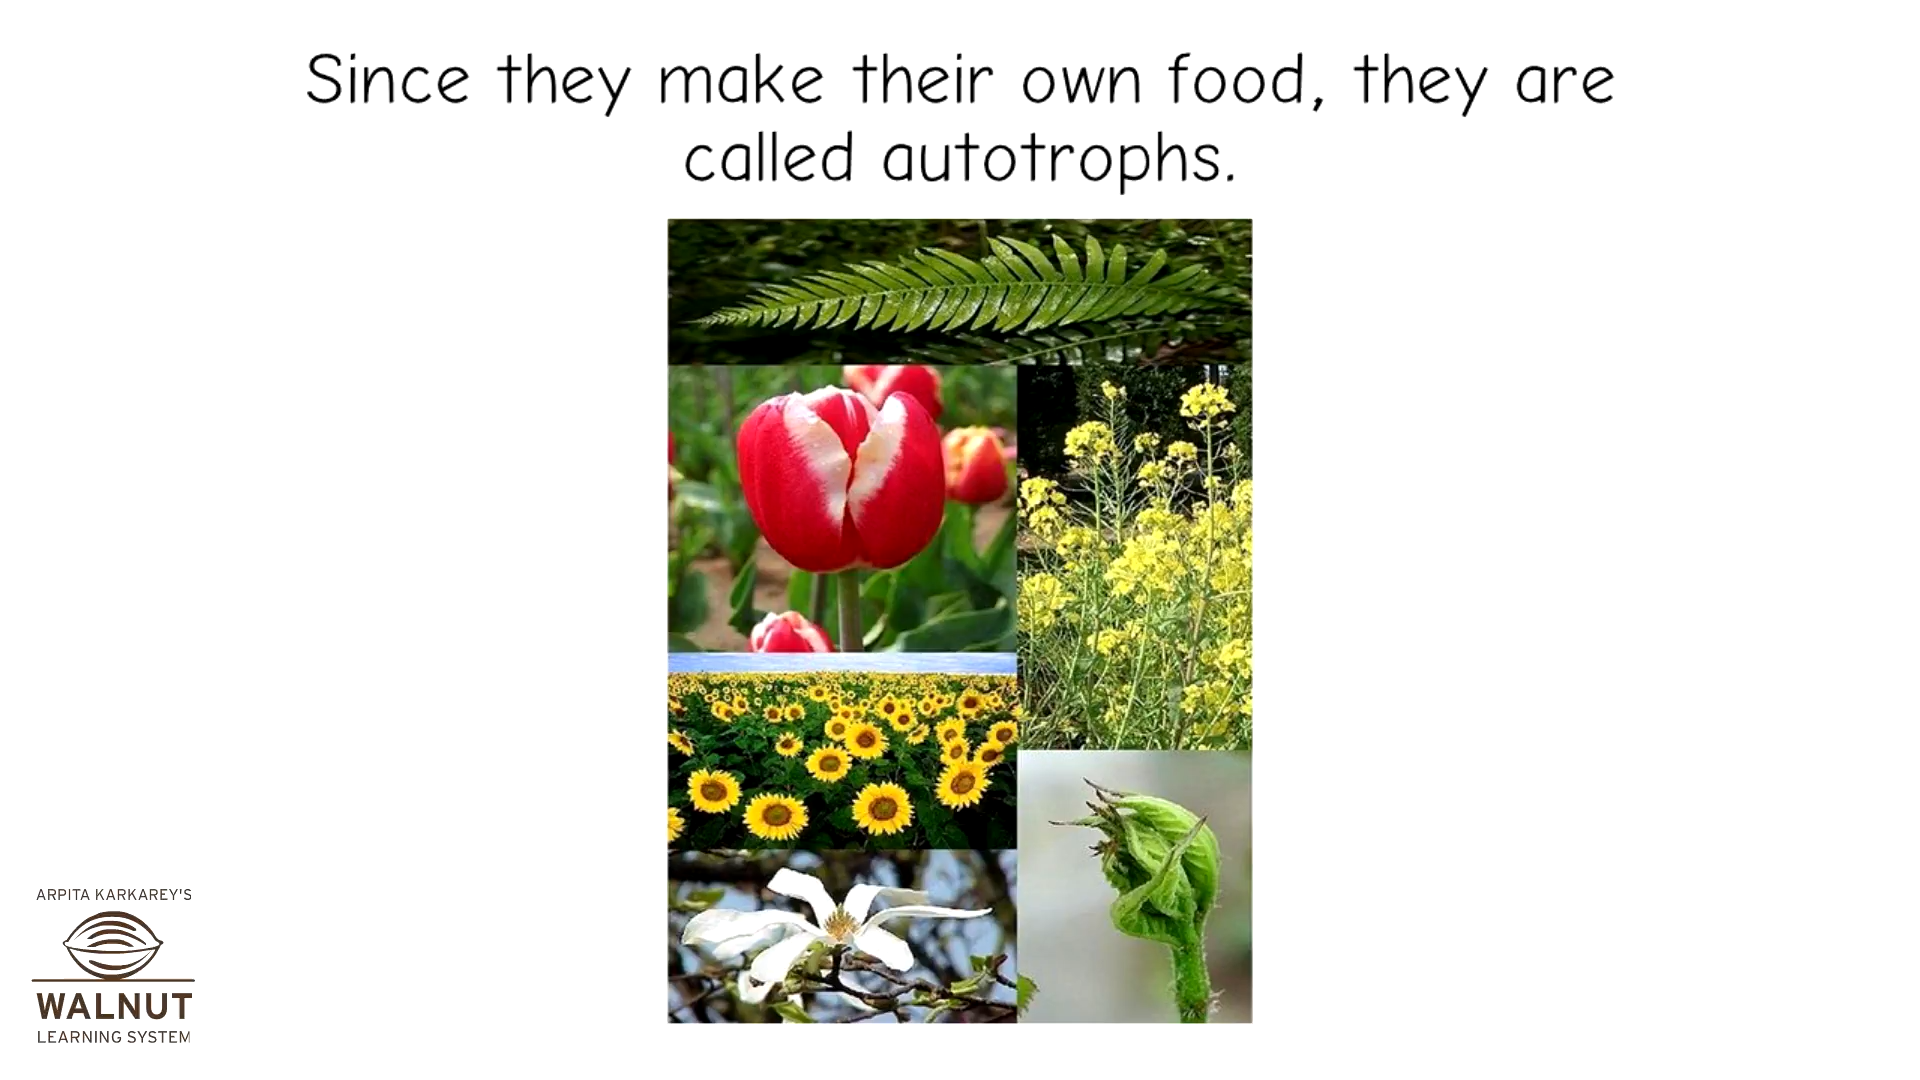 Since they make their own food, they are
called autotrophs.
ARPITA KARKAREY'S
WALNUT
LEARNING SYSTEM